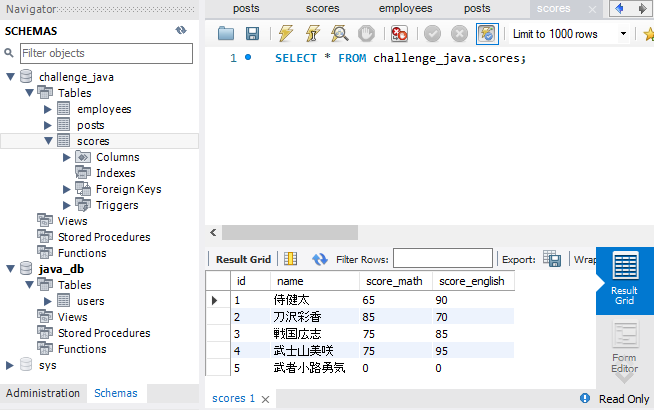 Navigator
SCHEMAS
Filter objects
challenge_java
Tables
employees
posts
scores
Columns
Indexes
Foreign Keys
Triggers
Views
Stored Procedures
Functions
java_db
Tables
users
Views
Stored Procedures
Functions
sys
Administration Schemas
posts scores employees posts scores
Limit to 1000 rows
1 SELECT * FROM challenge_java.scores;
Result Grid Filter Rows: Export: Wrap
id name score_math score_english
1 侍健太 65 90
2 刀沢彩香 85 70
3 戦国広志 75 85
4 武士山美咲 75 95
5 武者小路勇気 0 0
Result
Grid
Form
Editor
scores 1
Read Only